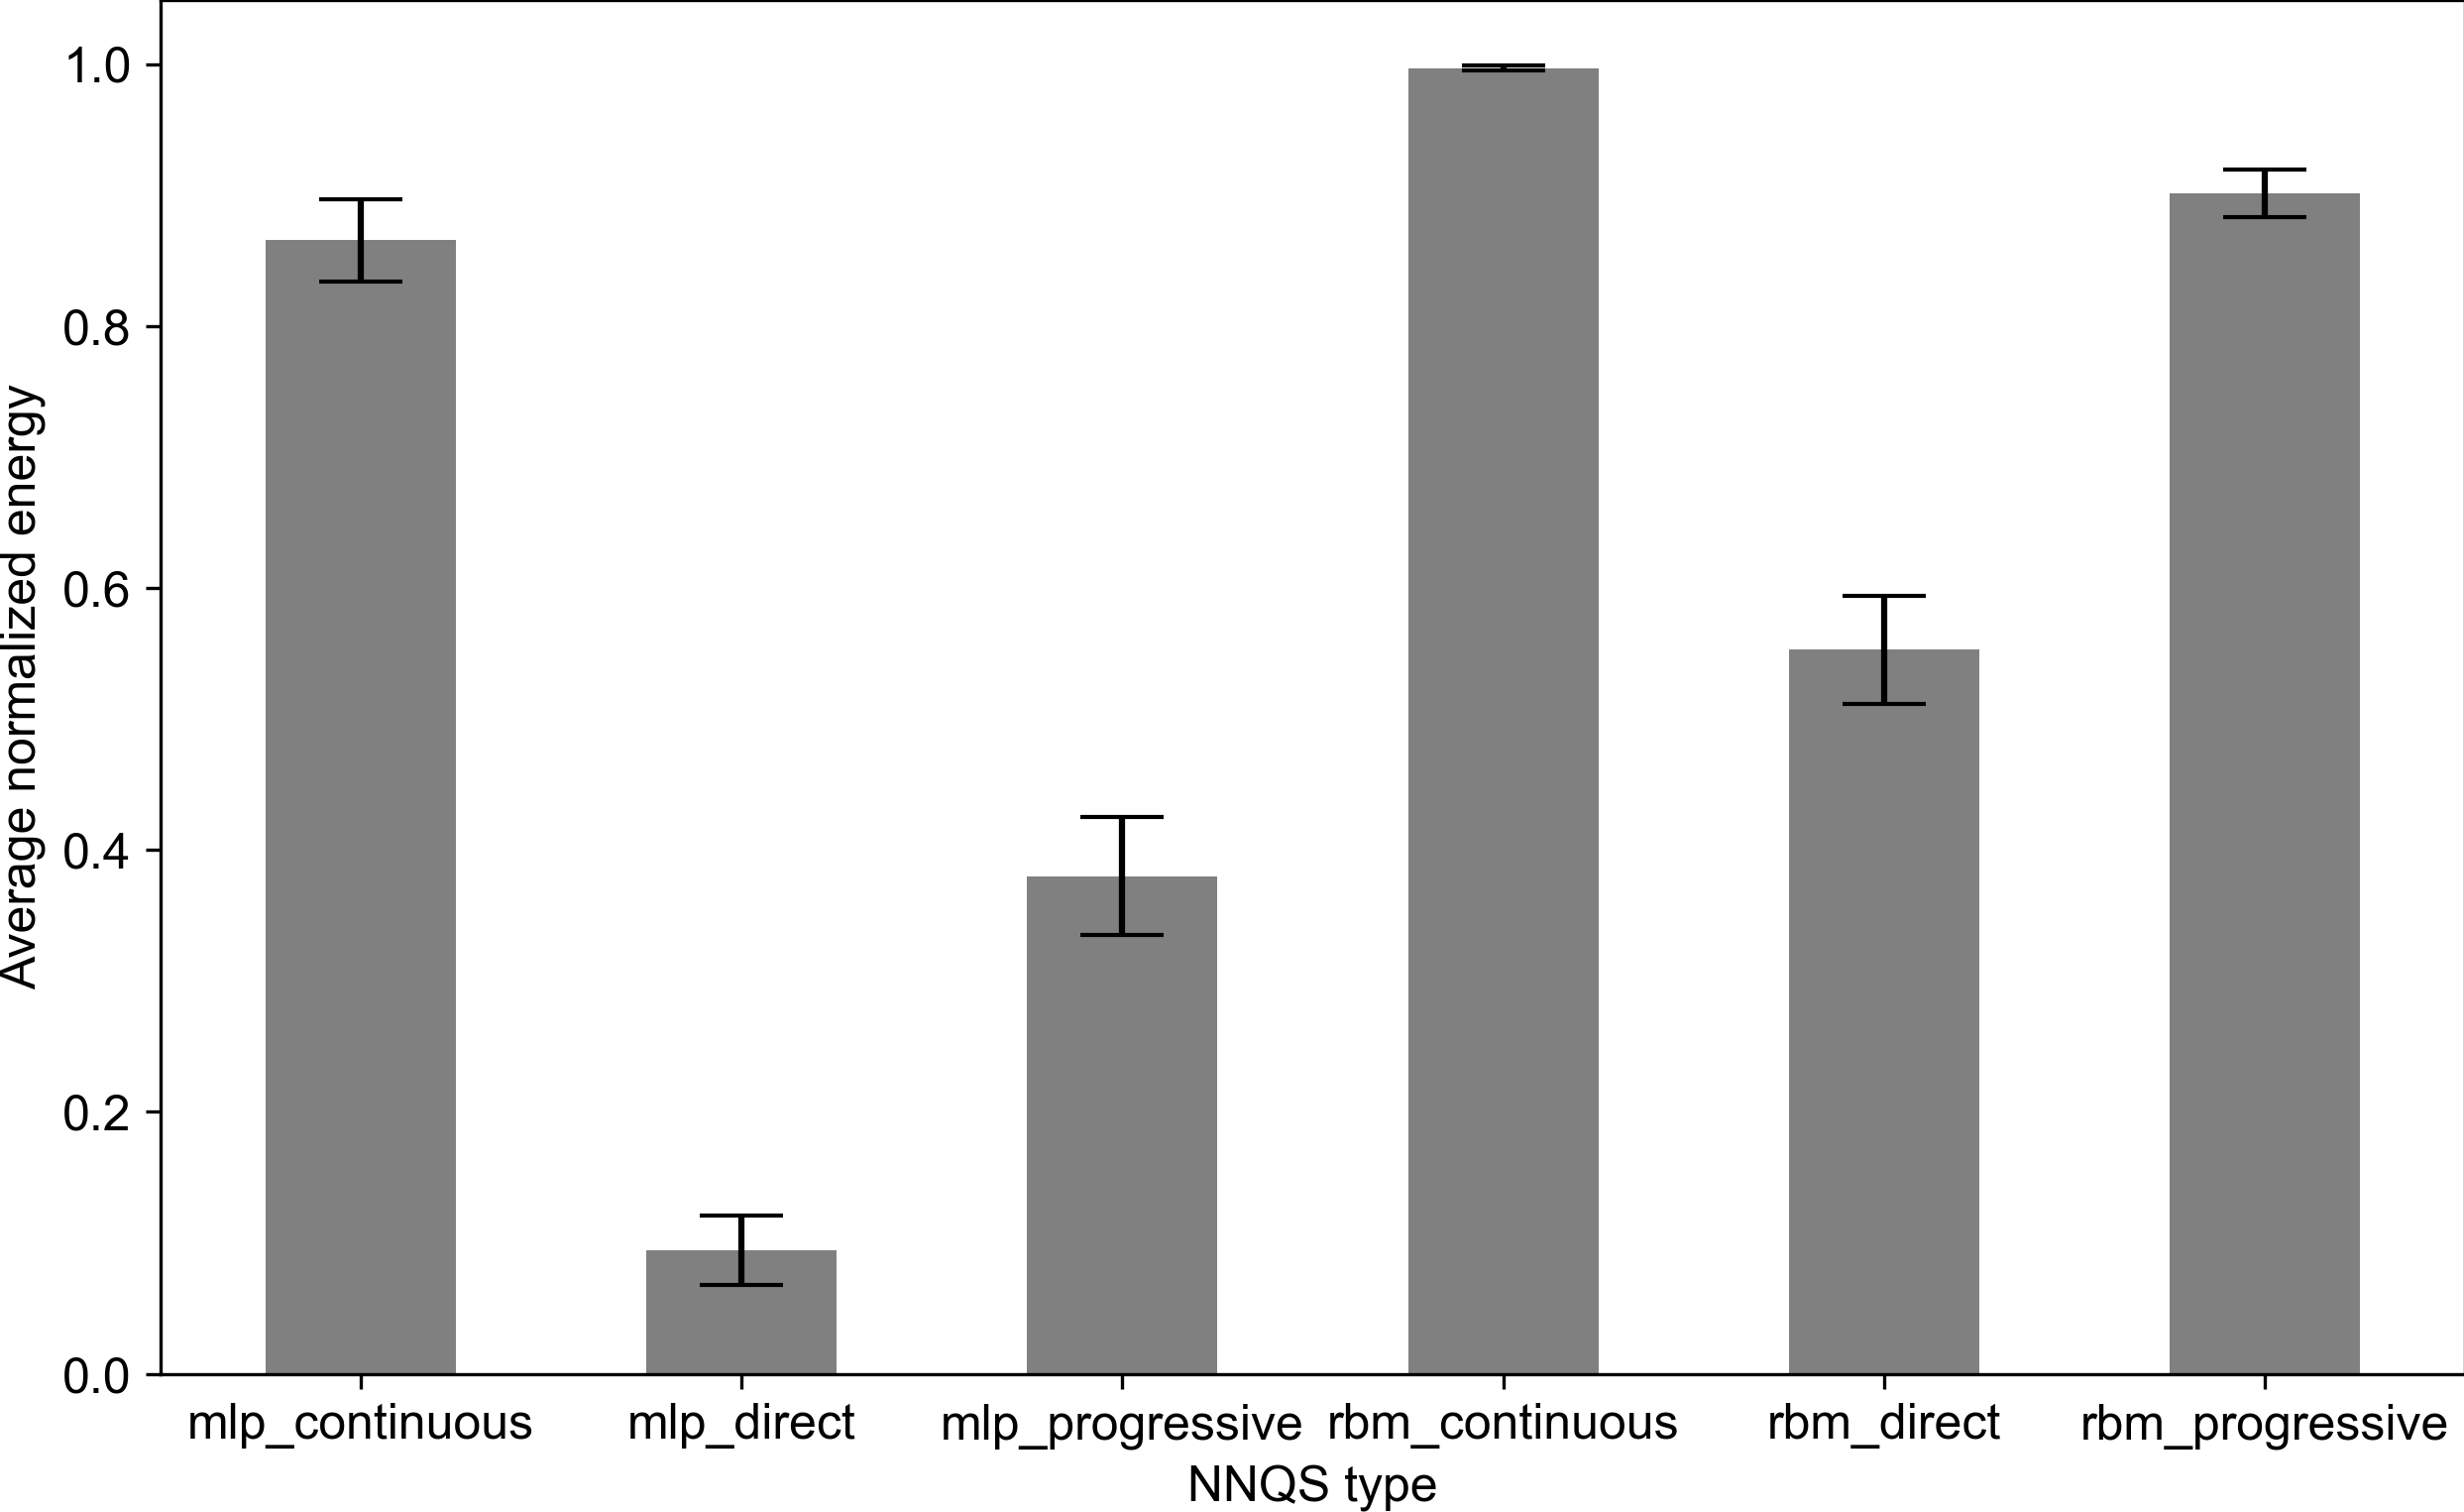 Average normalized energy
1.0
0.8
0.6
0.4
0.2
0.0
mlp_continuous mlp_direct mlp_progressive rbm_continuous rbm_direct rbm_progressive
NNQS type